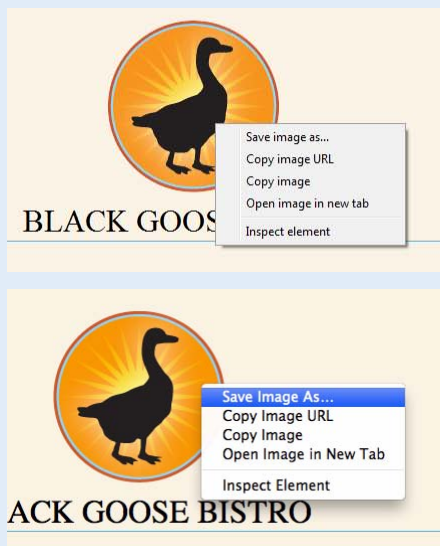 Save image as...
Copy image URL
Copy image
Open image in new tab
Inspect element
BLACK GOOS
Save Image As...
Copy Image URL
Copy Image
Open Image in New Tab
Inspect Element
ACK GOOSE BISTRO